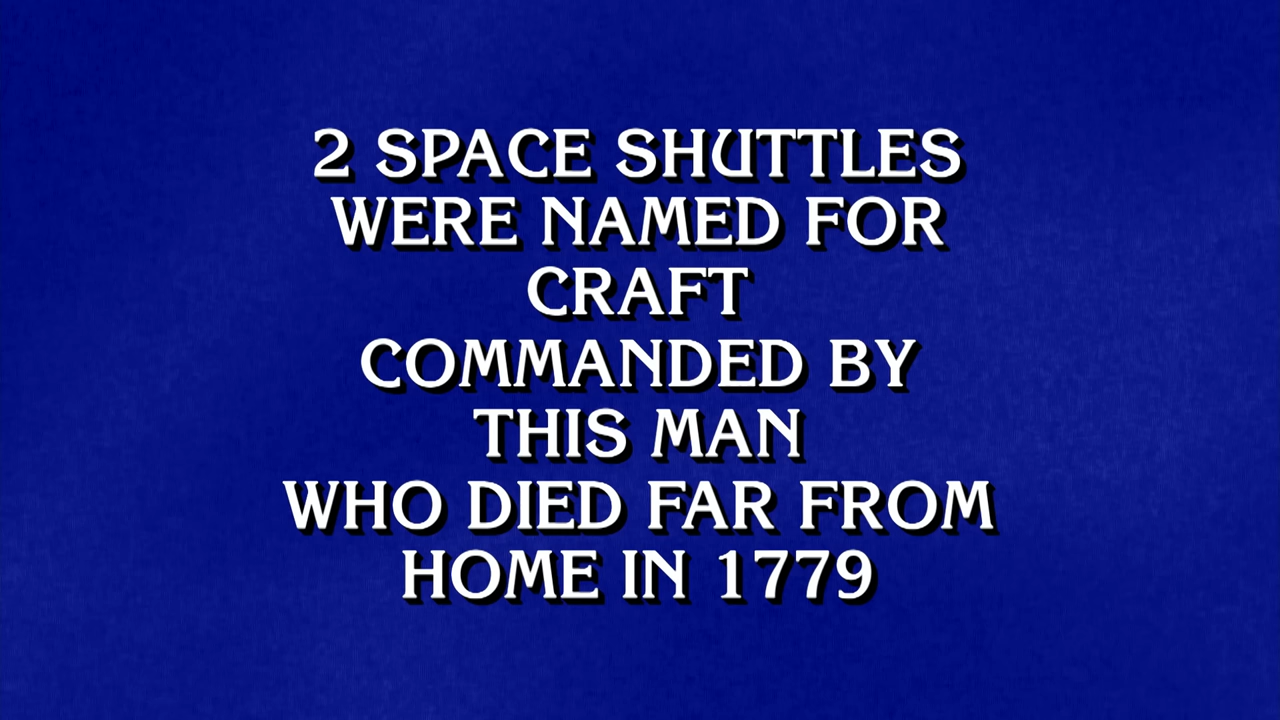 2 SPACE SHUTTLES
WERE NAMED FOR
CRAFT
COMMANDED BY
THIS MAN
WHO DIED FAR FROM
HOME IN 1779